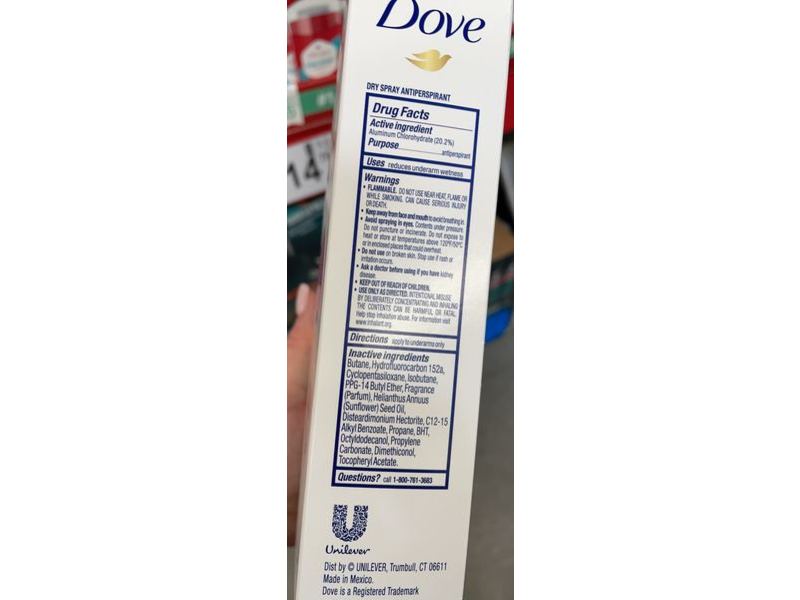 Dove
DRY SPRAY ANTIPERSPIRANT
Drug Facts
Active ingredient
Aluminum Chlorohydrate (20.2%)
Purpose
antiperspirant
Uses reduces underarm wetness
Warnings
• FLAMMABLE. DO NOT USE NEAR HEAT, FLAME OR
WHILE SMOKING. CAN CAUSE SERIOUS INJURY
OR DEATH.
• Keep away from face and mouth to avoid breathing in.
• Avoid spraying in eyes. Contents under pressure.
Do not puncture or incinerate. Do not expose to
heat or store at temperatures above 120°F/50°C
or in enclosed places that could overheat.
• Do not use on broken skin. Stop use if rash or
irritation occurs.
• Ask a doctor before using if you have kidney
disease.
• KEEP OUT OF REACH OF CHILDREN.
• USE ONLY AS DIRECTED. INTENTIONAL MISUSE
BY DELIBERATELY CONCENTRATING AND INHALING
THE CONTENTS CAN BE HARMFUL OR FATAL.
Help stop inhalation abuse. For information visit
www.inhalant.org.
Directions apply to underarms only
Inactive ingredients
Butane, Hydrofluorocarbon 152a,
Cyclopentasiloxane, Isobutane,
PPG-14 Butyl Ether, Fragrance
(Parfum), Helianthus Annuus
(Sunflower) Seed Oil,
Disteardimonium Hectorite, C12-15
Alkyl Benzoate, Propane, BHT,
Octyldodecanol, Propylene
Carbonate, Dimethiconol,
Tocopheryl Acetate.
Questions? call 1-800-761-3683
Unilever
Dist by © UNILEVER, Trumbull, CT 06611
Made in Mexico.
Dove is a Registered Trademark
14